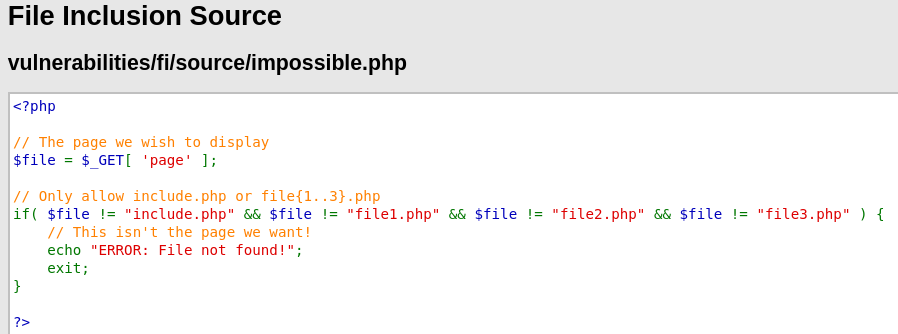 File Inclusion Source
vulnerabilities/fi/source/impossible.php
<?php
// The page we wish to display
$file = $_GET[ 'page' ];
// Only allow include.php or file{1..3}.php
if( $file != "include.php" && $file != "file1.php" && $file != "file2.php" && $file != "file3.php" ) {
    // This isn't the page we want!
    echo "ERROR: File not found!";
    exit;
}
?>